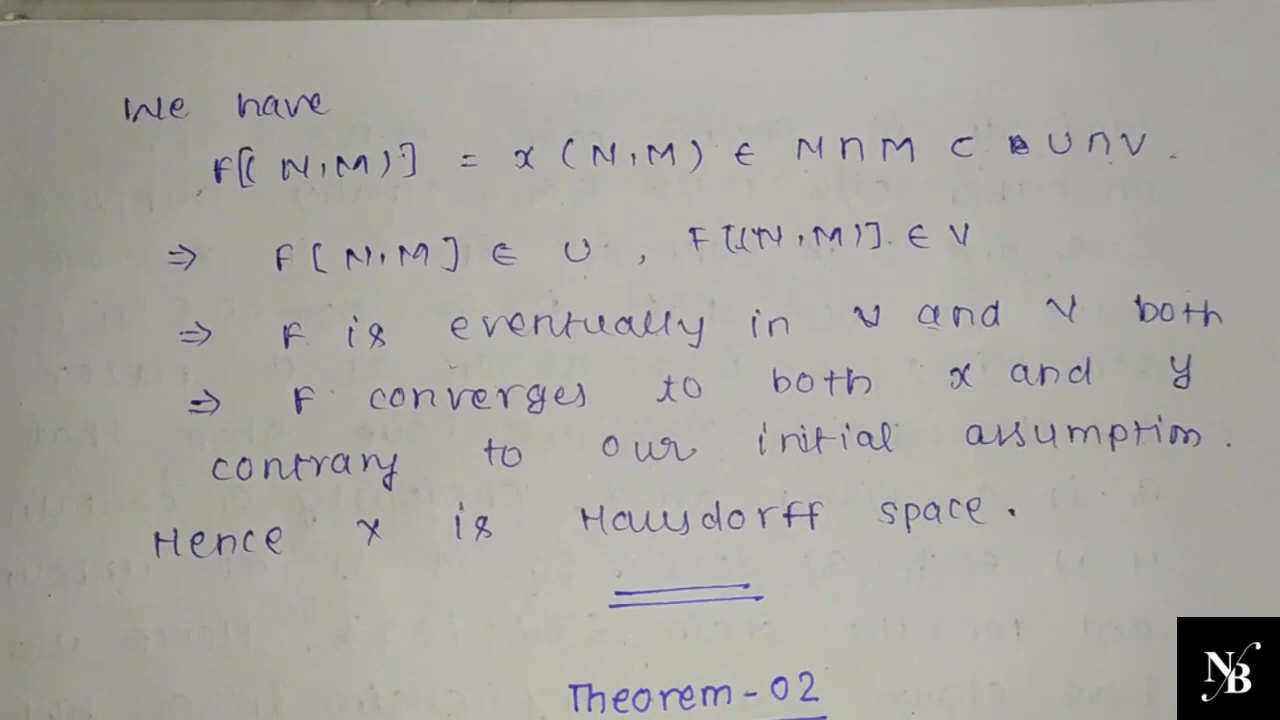 We have
F[(N,M)] = x(N,M) ∈ N∩M ⊂ U∩V.
⇒ F[N,M] ∈ U, F[(N,M)] ∈ V
⇒ F is eventually in U and V both
⇒ F converges to both x and y
contrary to our initial assumption.
Hence X is Hausdorff space.
Theorem-02
NB